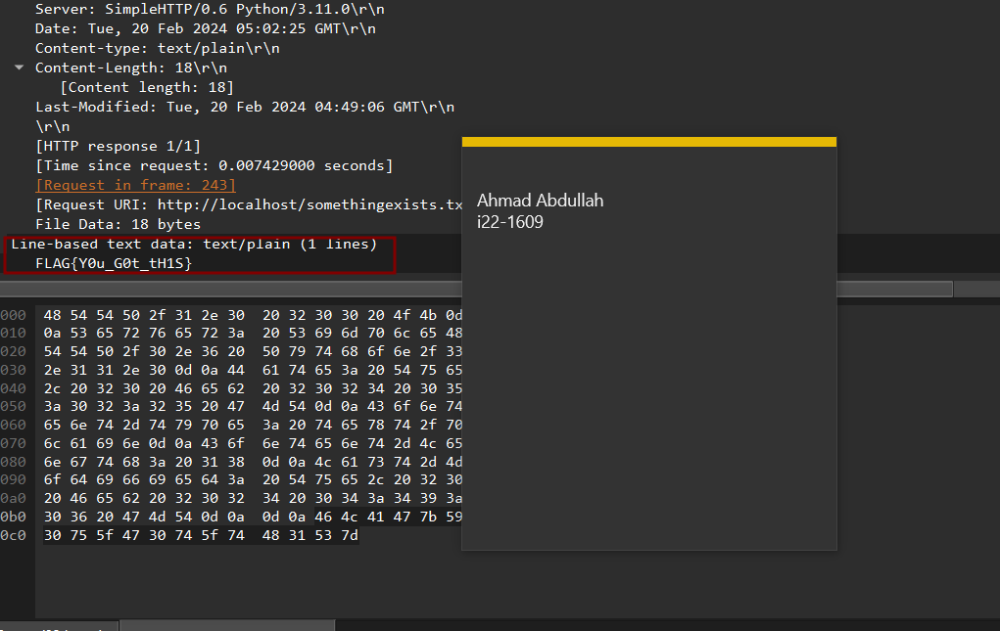 Server: SimpleHTTP/0.6 Python/3.11.0\r\n
Date: Tue, 20 Feb 2024 05:02:25 GMT\r\n
Content-type: text/plain\r\n
Content-Length: 18\r\n
[Content length: 18]
Last-Modified: Tue, 20 Feb 2024 04:49:06 GMT\r\n
\r\n
[HTTP response 1/1]
[Time since request: 0.007429000 seconds]
[Request in frame: 243]
[Request URI: http://localhost/somethingexists.tx
File Data: 18 bytes
Line-based text data: text/plain (1 lines)
FLAG{Y0u_G0t_tH1S}
Ahmad Abdullah
i22-1609
000 48 54 54 50 2f 31 2e 30 20 32 30 30 20 4f 4b 0d
010 0a 53 65 72 76 65 72 3a 20 53 69 6d 70 6c 65 48
020 54 54 50 2f 30 2e 36 20 50 79 74 68 6f 6e 2f 33
030 2e 31 31 2e 30 0d 0a 44 61 74 65 3a 20 54 75 65
040 2c 20 32 30 20 46 65 62 20 32 30 32 34 20 30 35
050 3a 30 32 3a 32 35 20 47 4d 54 0d 0a 43 6f 6e 74
060 65 6e 74 2d 74 79 70 65 3a 20 74 65 78 74 2f 70
070 6c 61 69 6e 0d 0a 43 6f 6e 74 65 6e 74 2d 4c 65
080 6e 67 74 68 3a 20 31 38 0d 0a 4c 61 73 74 2d 4d
090 6f 64 69 66 69 65 64 3a 20 54 75 65 2c 20 32 30
0a0 20 46 65 62 20 32 30 32 34 20 30 34 3a 34 39 3a
0b0 30 36 20 47 4d 54 0d 0a 0d 0a 46 4c 41 47 7b 59
0c0 30 75 5f 47 30 74 5f 74 48 31 53 7d